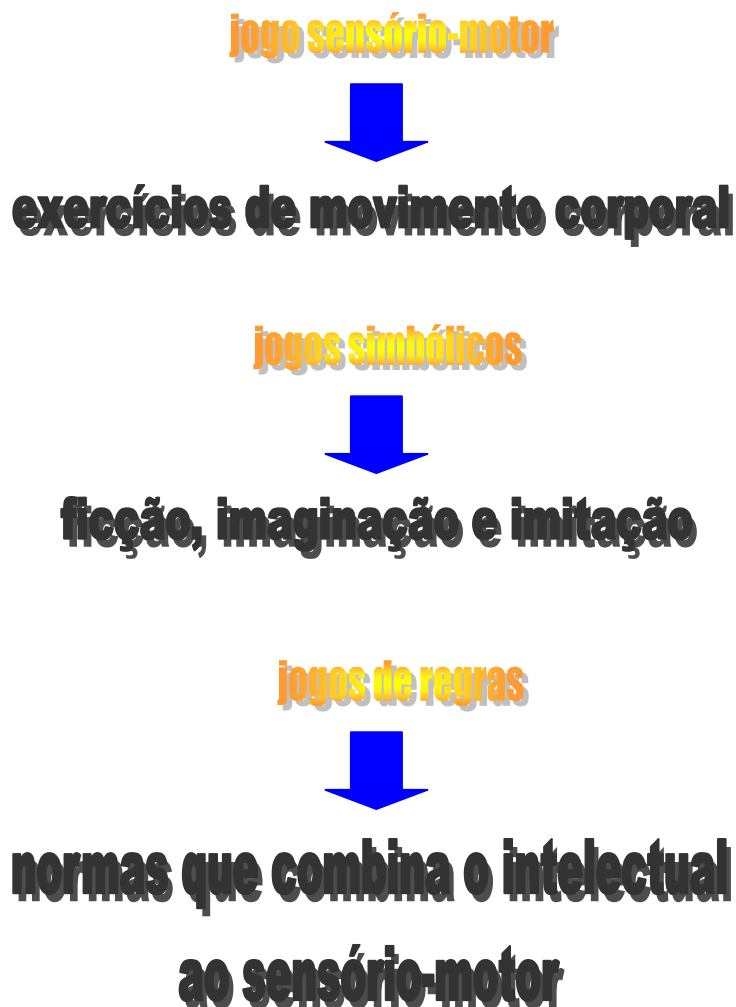 jogo sensório-motor
exercícios de movimento corporal
jogos simbólicos
ficção, imaginação e imitação
jogos de regras
normas que combina o intelectual
ao sensório-motor